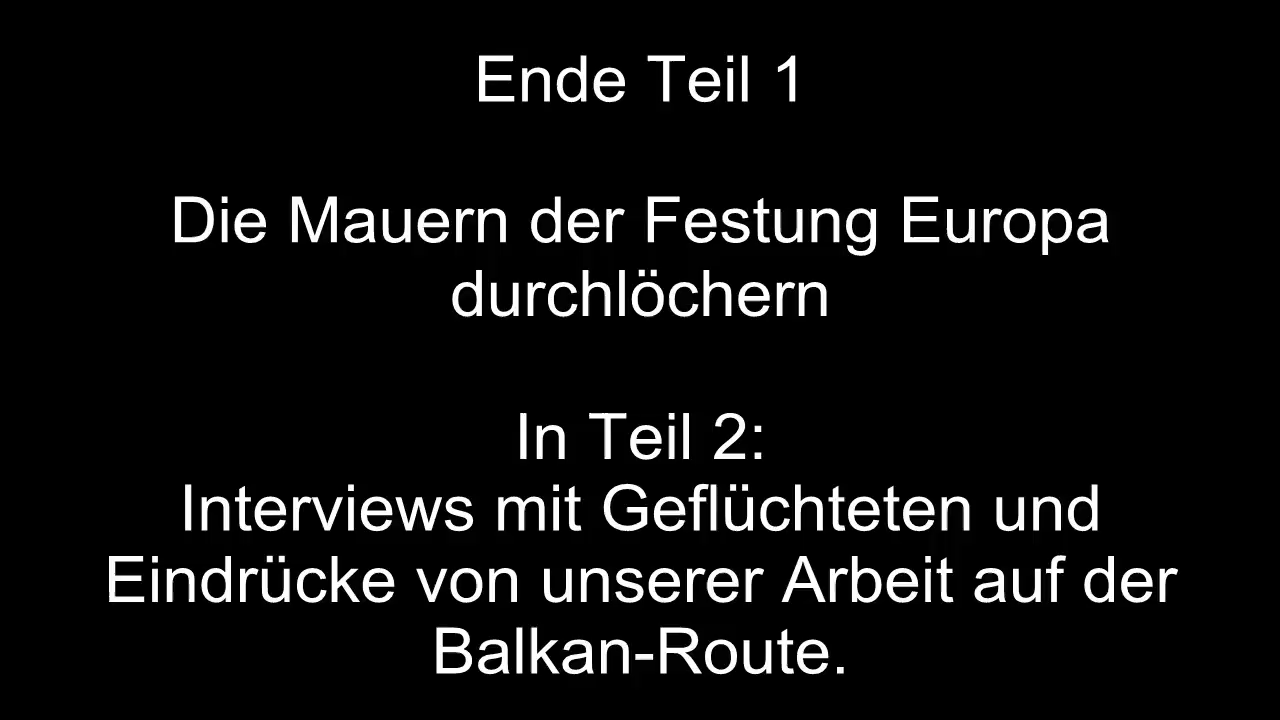 Ende Teil 1
Die Mauern der Festung Europa
durchlöchern
In Teil 2:
Interviews mit Geflüchteten und
Eindrücke von unserer Arbeit auf der
Balkan-Route.